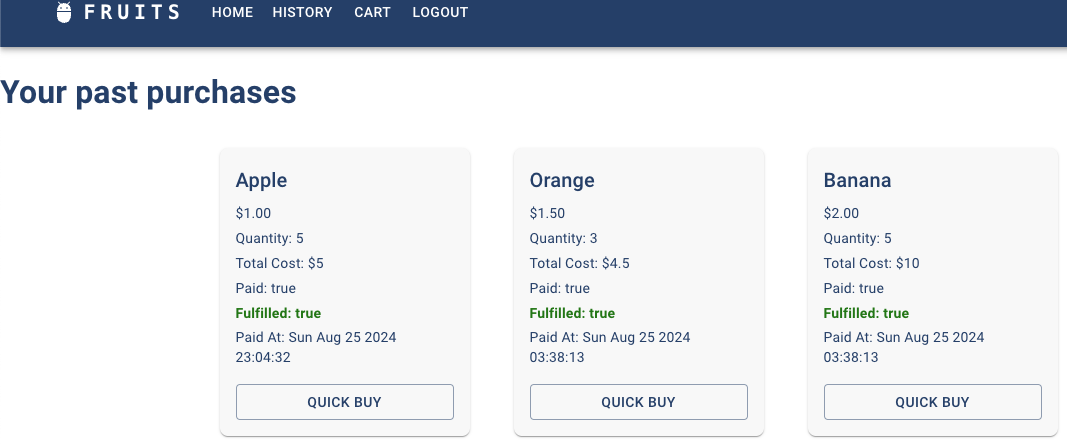 FRUITS HOME HISTORY CART LOGOUT
Your past purchases
Apple
$1.00
Quantity: 5
Total Cost: $5
Paid: true
Fulfilled: true
Paid At: Sun Aug 25 2024
23:04:32
QUICK BUY
Orange
$1.50
Quantity: 3
Total Cost: $4.5
Paid: true
Fulfilled: true
Paid At: Sun Aug 25 2024
03:38:13
QUICK BUY
Banana
$2.00
Quantity: 5
Total Cost: $10
Paid: true
Fulfilled: true
Paid At: Sun Aug 25 2024
03:38:13
QUICK BUY